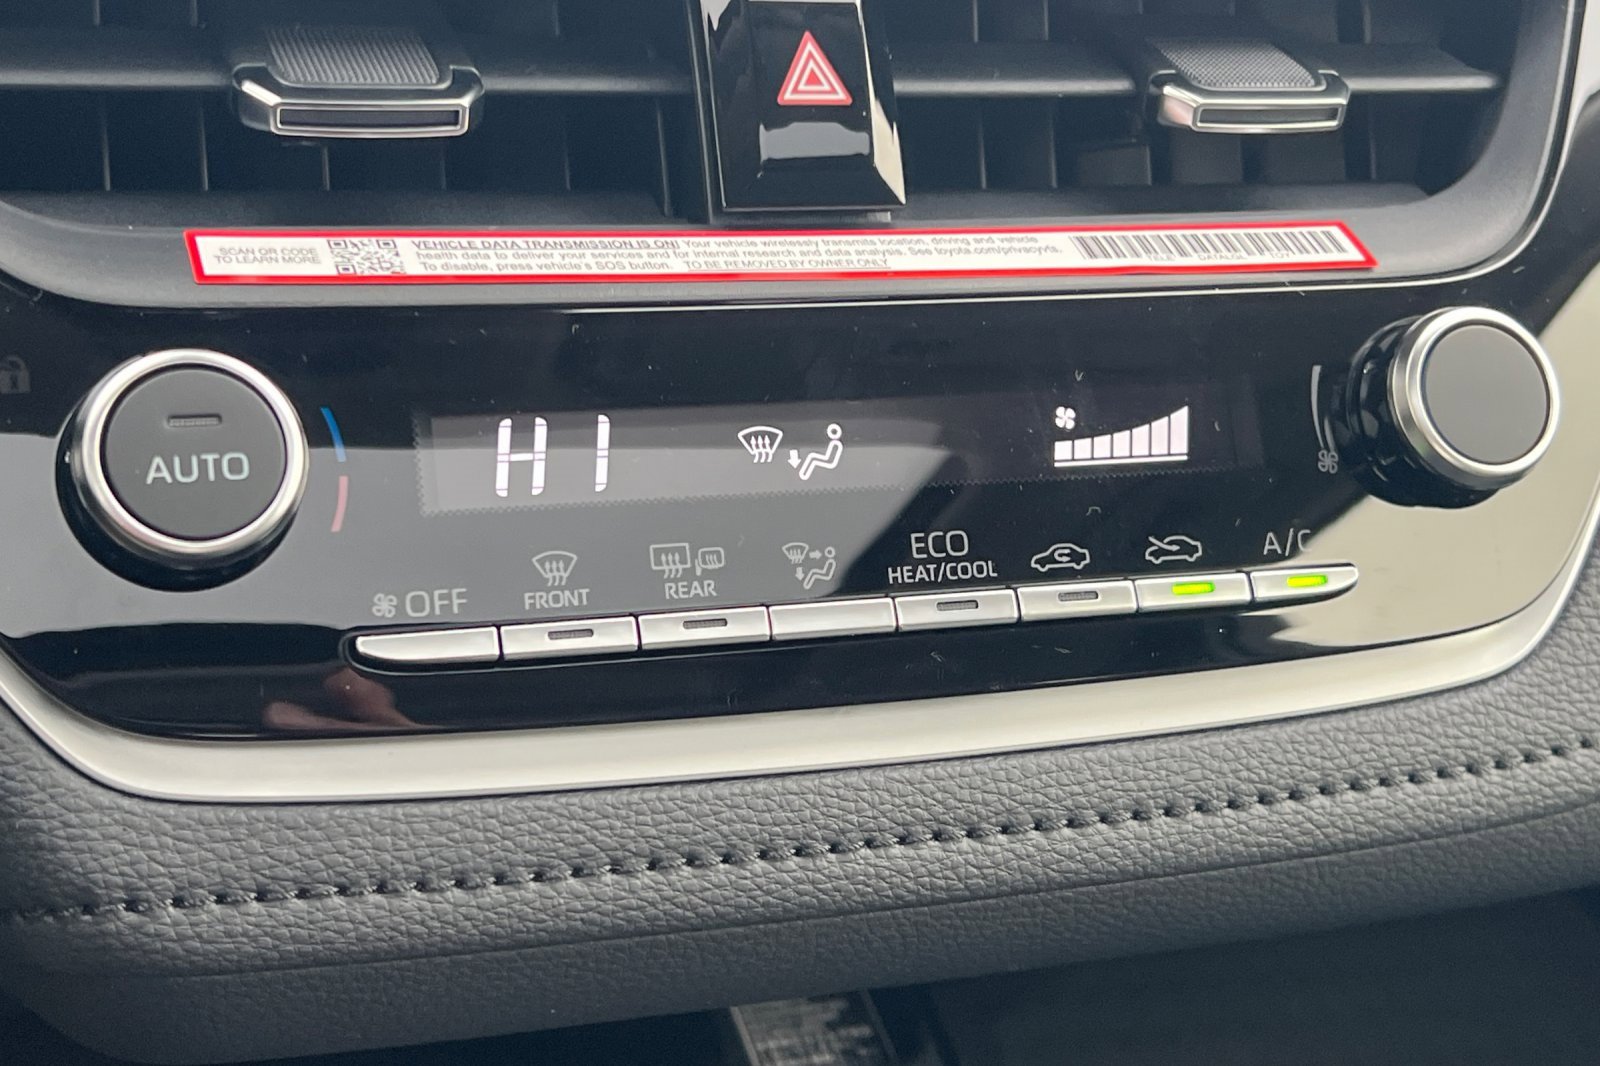 SCAN QR CODE
TO LEARN MORE
VEHICLE DATA TRANSMISSION IS ON! Your vehicle wirelessly transmits location, driving and vehicle
health data to deliver your services and for internal research and data analysis. See toyota.com/privacyvts.
To disable, press vehicle's SOS button. TO BE REMOVED BY OWNER ONLY
AUTO
HI
OFF
FRONT
REAR
ECO
HEAT/COOL
A/C